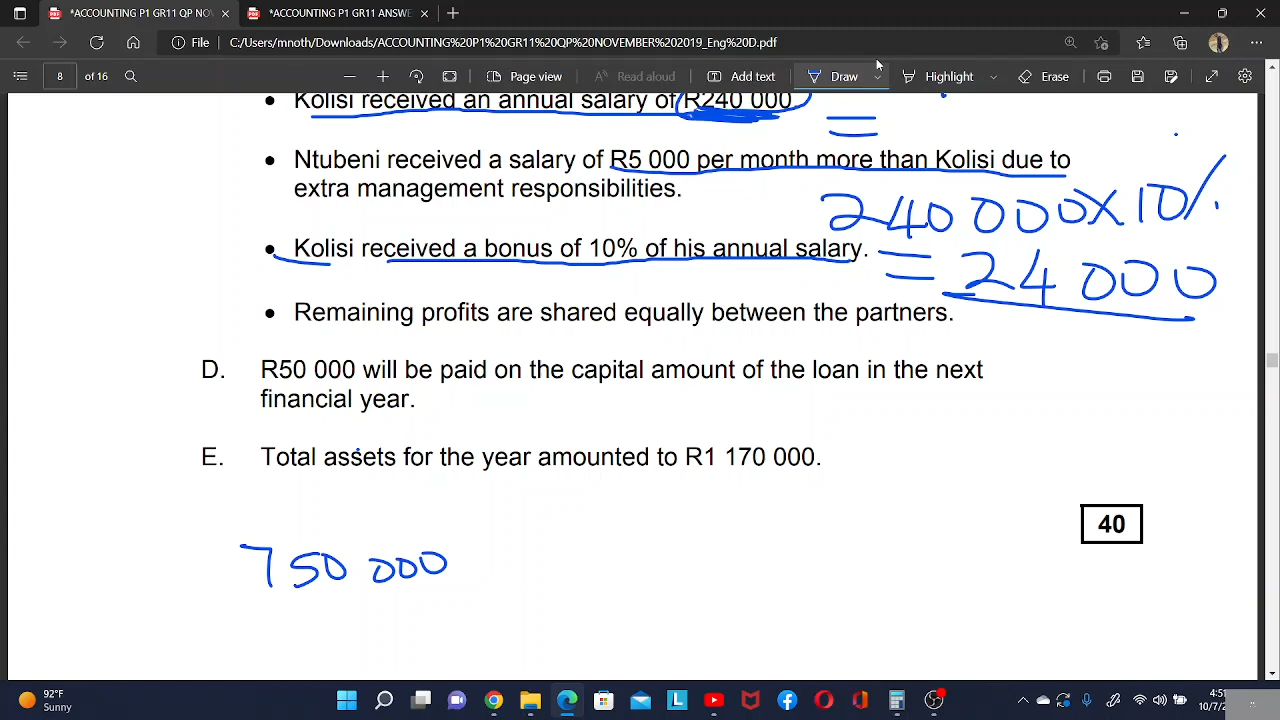 *ACCOUNTING P1 GR11 QP NOV
*ACCOUNTING P1 GR11 ANSWE
File C:/Users/mnoth/Downloads/ACCOUNTING%20P1%20GR11%20QP%20NOVEMBER%202019_Eng%20D.pdf
8 of 16 Page view Read aloud Add text Draw Highlight Erase
• Kolisi received an annual salary of R240 000
=
• Ntubeni received a salary of R5 000 per month more than Kolisi due to
extra management responsibilities.
240 000 X 10%
• Kolisi received a bonus of 10% of his annual salary.
= 24 000
• Remaining profits are shared equally between the partners.
D. R50 000 will be paid on the capital amount of the loan in the next
financial year.
E. Total assets for the year amounted to R1 170 000.
40
750 000
92°F
Sunny